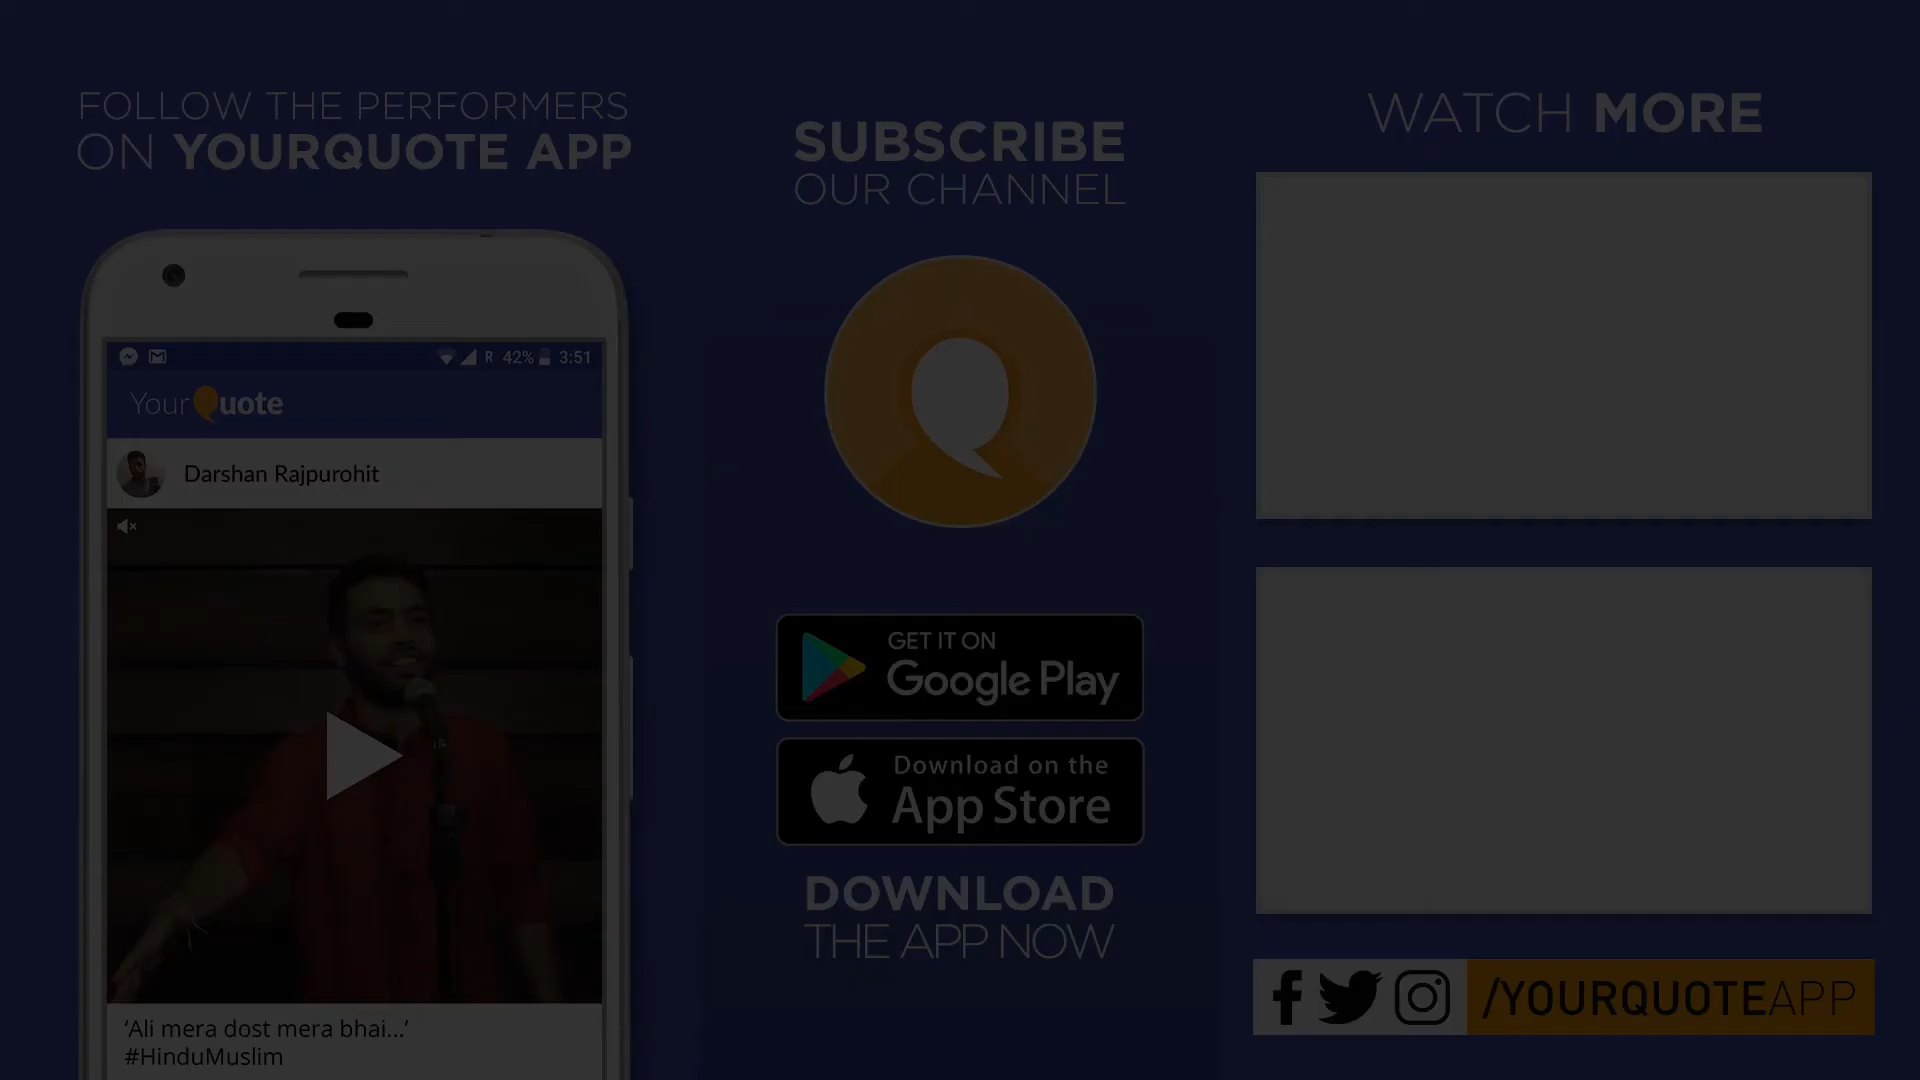 FOLLOW THE PERFORMERS
ON YOURQUOTE APP
SUBSCRIBE
OUR CHANNEL
WATCH MORE
R 42% 3:51
YourQuote
Darshan Rajpurohit
‘Ali mera dost mera bhai...’
#HinduMuslim
GET IT ON
Google Play
Download on the
App Store
DOWNLOAD
THE APP NOW
/YOURQUOTEAPP